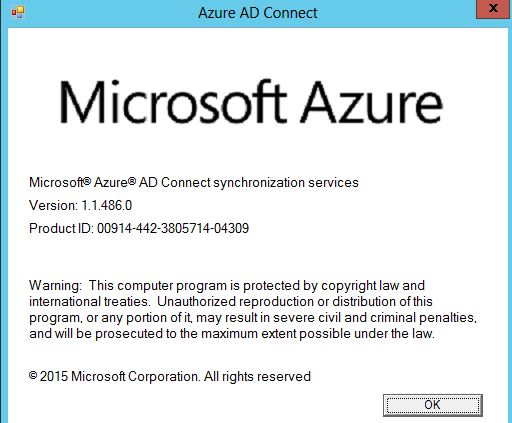 Azure AD Connect
x
Microsoft Azure
Microsoft® Azure® AD Connect synchronization services
Version: 1.1.486.0
Product ID: 00914-442-3805714-04309
Warning:  This computer program is protected by copyright law and
international treaties.  Unauthorized reproduction or distribution of this
program, or any portion of it, may result in severe civil and criminal penalties,
and will be prosecuted to the maximum extent possible under the law.
© 2015 Microsoft Corporation. All rights reserved
OK